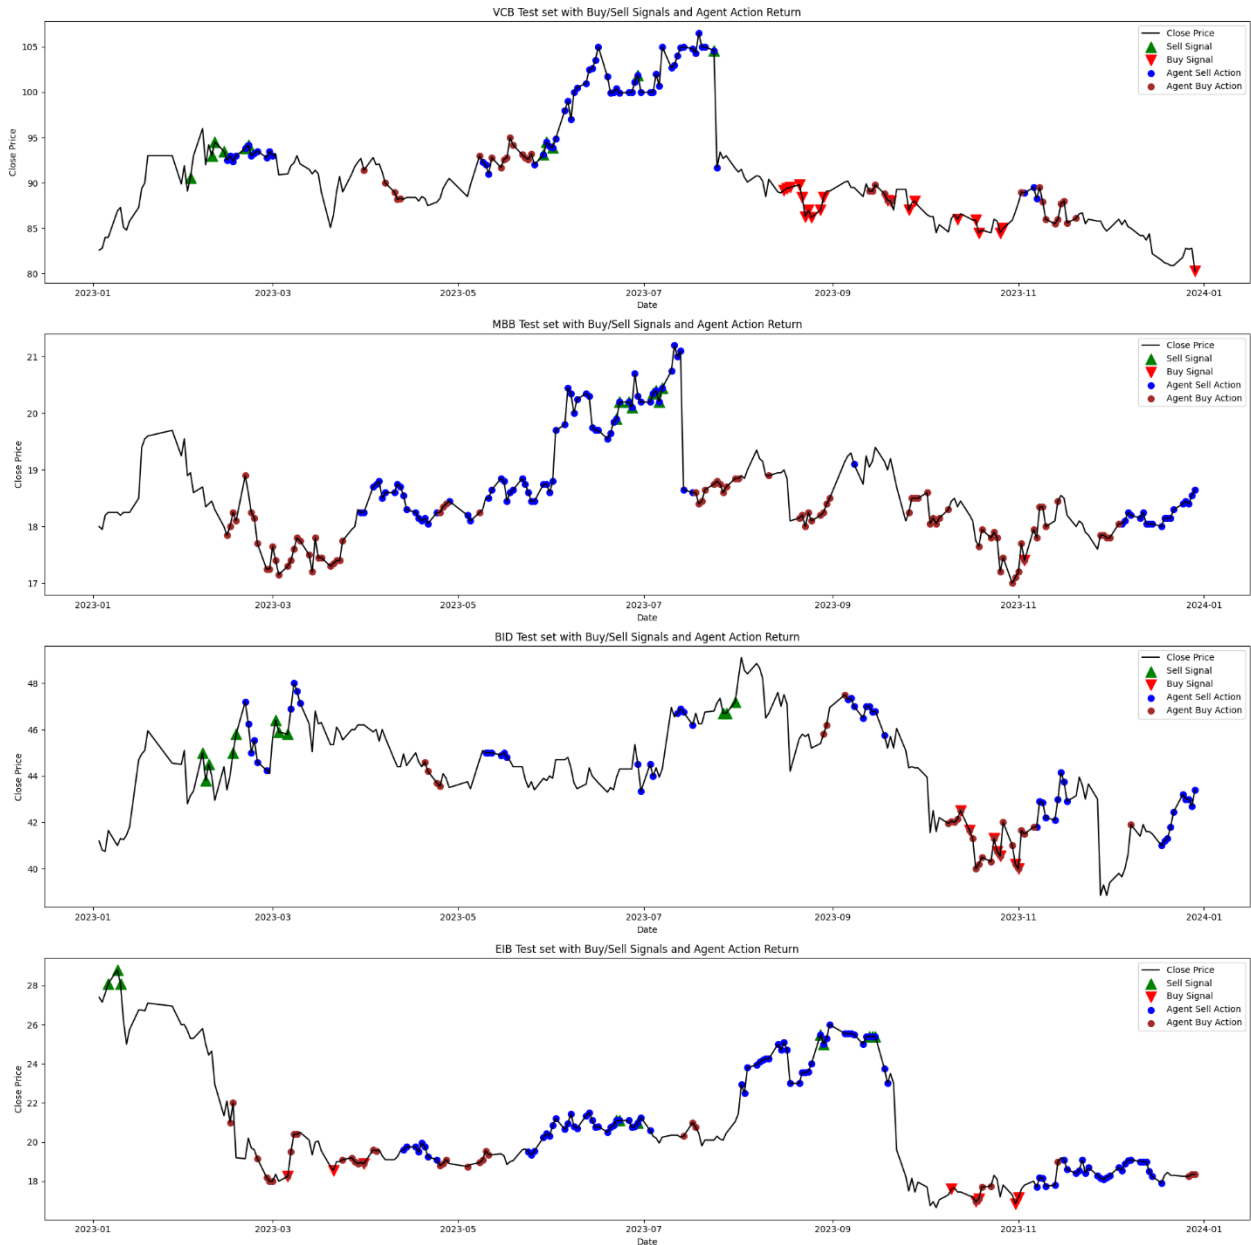 VCB Test set with Buy/Sell Signals and Agent Action Return
Close Price
Sell Signal
Buy Signal
Agent Sell Action
Agent Buy Action
105
100
95
90
85
80
Close Price
2023-01
2023-03
2023-05
2023-07
2023-09
2023-11
2024-01
Date
MBB Test set with Buy/Sell Signals and Agent Action Return
Close Price
Sell Signal
Buy Signal
Agent Sell Action
Agent Buy Action
21
20
19
18
17
Close Price
2023-01
2023-03
2023-05
2023-07
2023-09
2023-11
2024-01
Date
BID Test set with Buy/Sell Signals and Agent Action Return
Close Price
Sell Signal
Buy Signal
Agent Sell Action
Agent Buy Action
48
46
44
42
40
Close Price
2023-01
2023-03
2023-05
2023-07
2023-09
2023-11
2024-01
Date
EIB Test set with Buy/Sell Signals and Agent Action Return
Close Price
Sell Signal
Buy Signal
Agent Sell Action
Agent Buy Action
28
26
24
22
20
18
Close Price
2023-01
2023-03
2023-05
2023-07
2023-09
2023-11
2024-01
Date